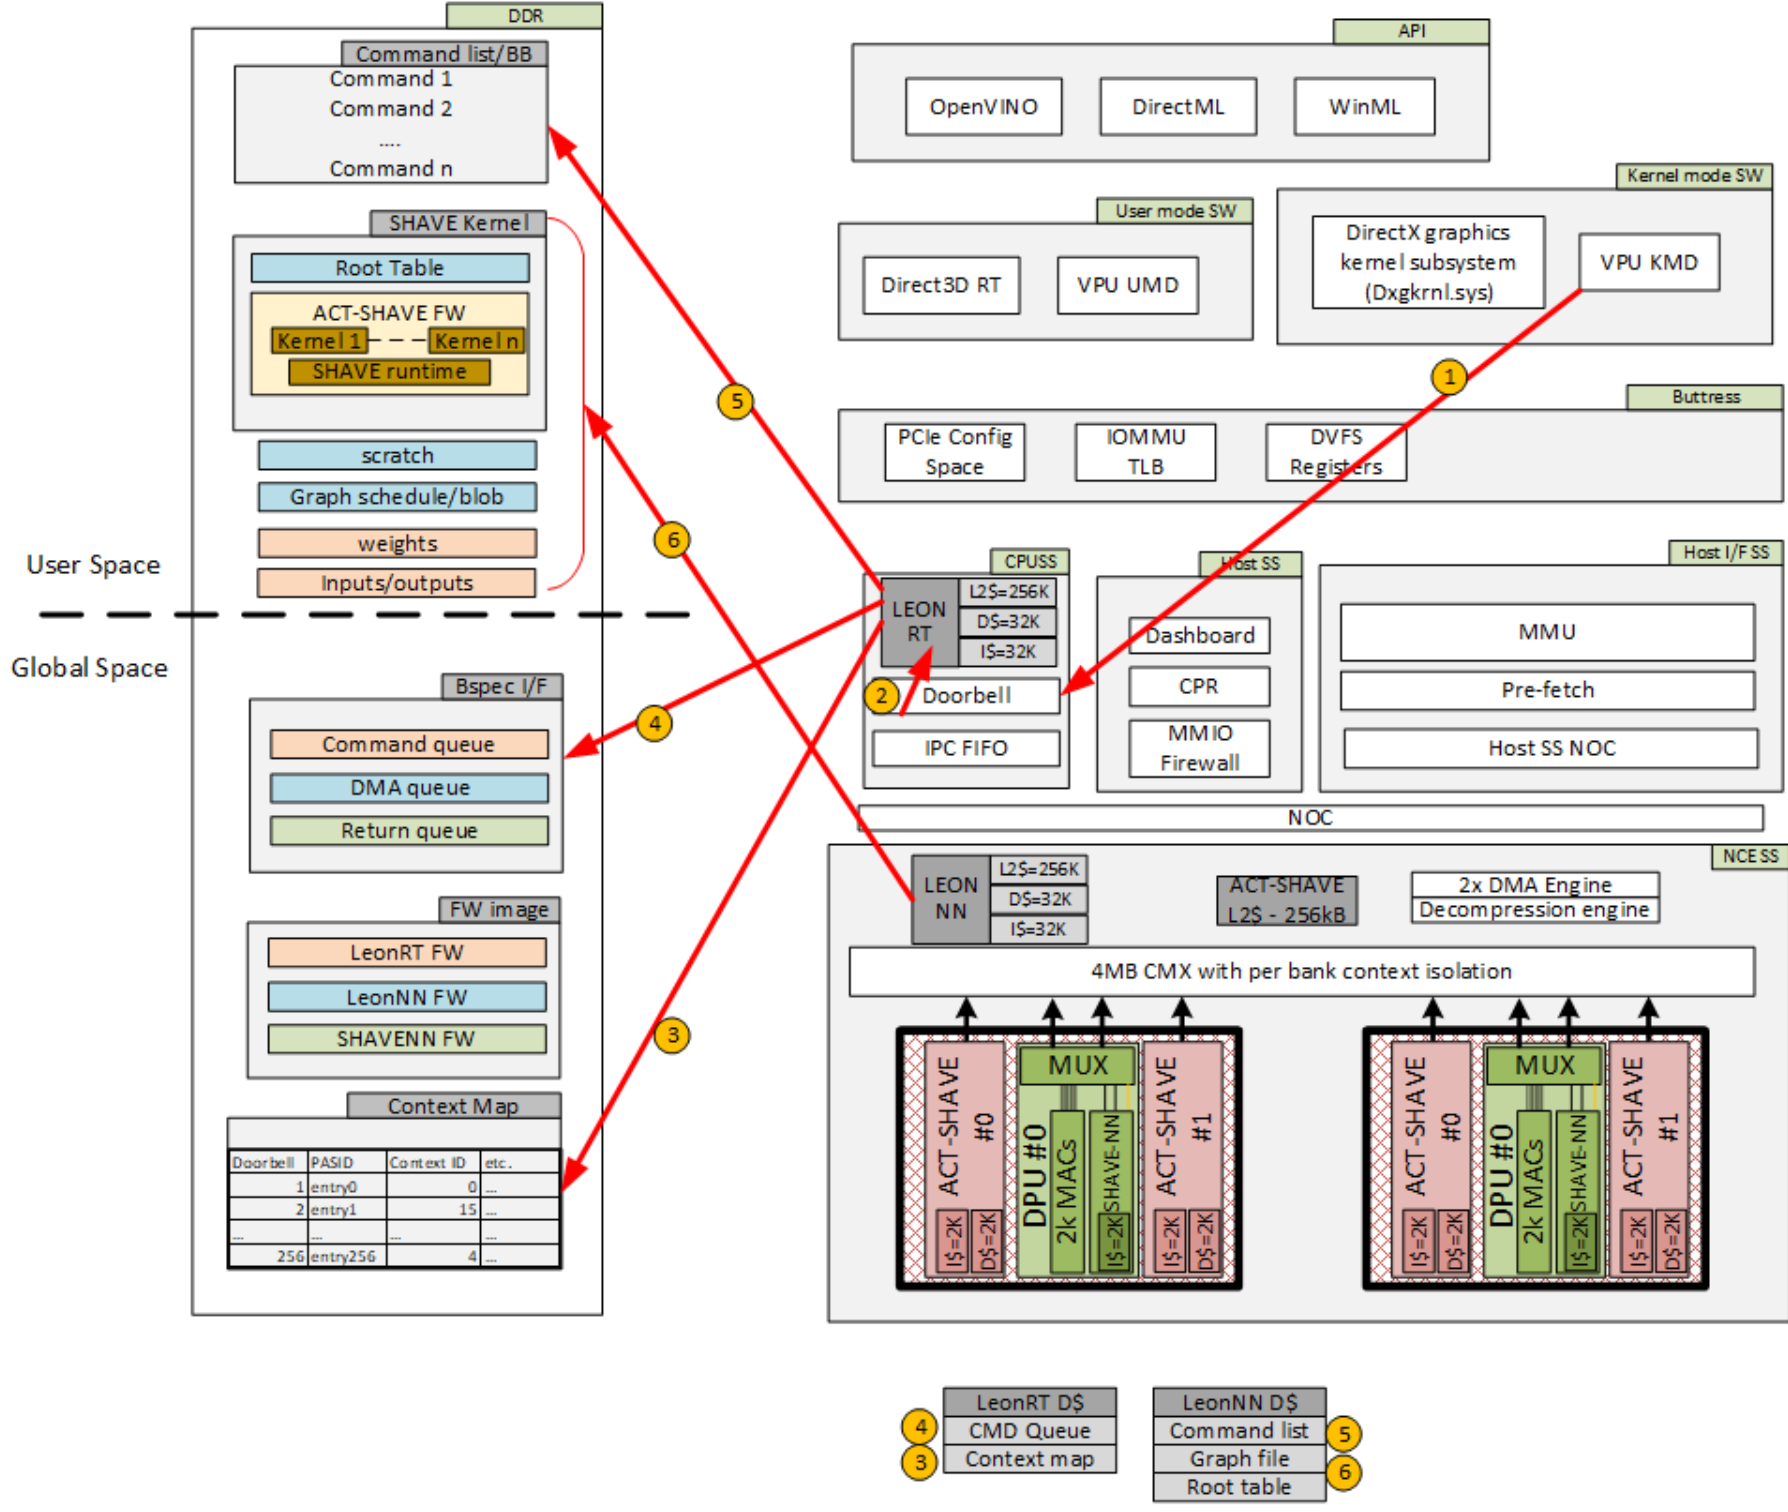 DDR
Command list/BB
Command 1
Command 2
....
Command n
SHAVE Kernel
Root Table
ACT-SHAVE FW
Kernel 1
Kernel n
SHAVE runtime
scratch
Graph schedule/blob
weights
Inputs/outputs
User Space
Global Space
Bspec I/F
Command queue
DMA queue
Return queue
FW image
LeonRT FW
LeonNN FW
SHAVENN FW
Context Map
Doorbell PASID Context ID etc.
1 entry0 0 ...
2 entry1 15 ...
... ... ... ...
256 entry256 4 ...
API
OpenVINO
DirectML
WinML
User mode SW
Direct3D RT
VPU UMD
Kernel mode SW
DirectX graphics
kernel subsystem
(Dxgkrnl.sys)
VPU KMD
1
5
6
4
3
2
Buttress
PCIe Config
Space
IOMMU
TLB
DVFS
Registers
CPUSS
LEON
RT
L2$=256K
D$=32K
I$=32K
Doorbell
IPC FIFO
Host SS
Dashboard
CPR
MMIO
Firewall
Host I/F SS
MMU
Pre-fetch
Host SS NOC
NOC
NCE SS
LEON
NN
L2$=256K
D$=32K
I$=32K
ACT-SHAVE
L2$ - 256kB
2x DMA Engine
Decompression engine
4MB CMX with per bank context isolation
ACT-SHAVE
#0
I$=2K
D$=2K
MUX
DPU #0
2k MACs
SHAVE-NN
I$=2K
ACT-SHAVE
#1
I$=2K
D$=2K
ACT-SHAVE
#0
I$=2K
D$=2K
MUX
DPU #0
2k MACs
SHAVE-NN
I$=2K
ACT-SHAVE
#1
I$=2K
D$=2K
LeonRT D$
4
CMD Queue
3
Context map
LeonNN D$
Command list
5
Graph file
6
Root table